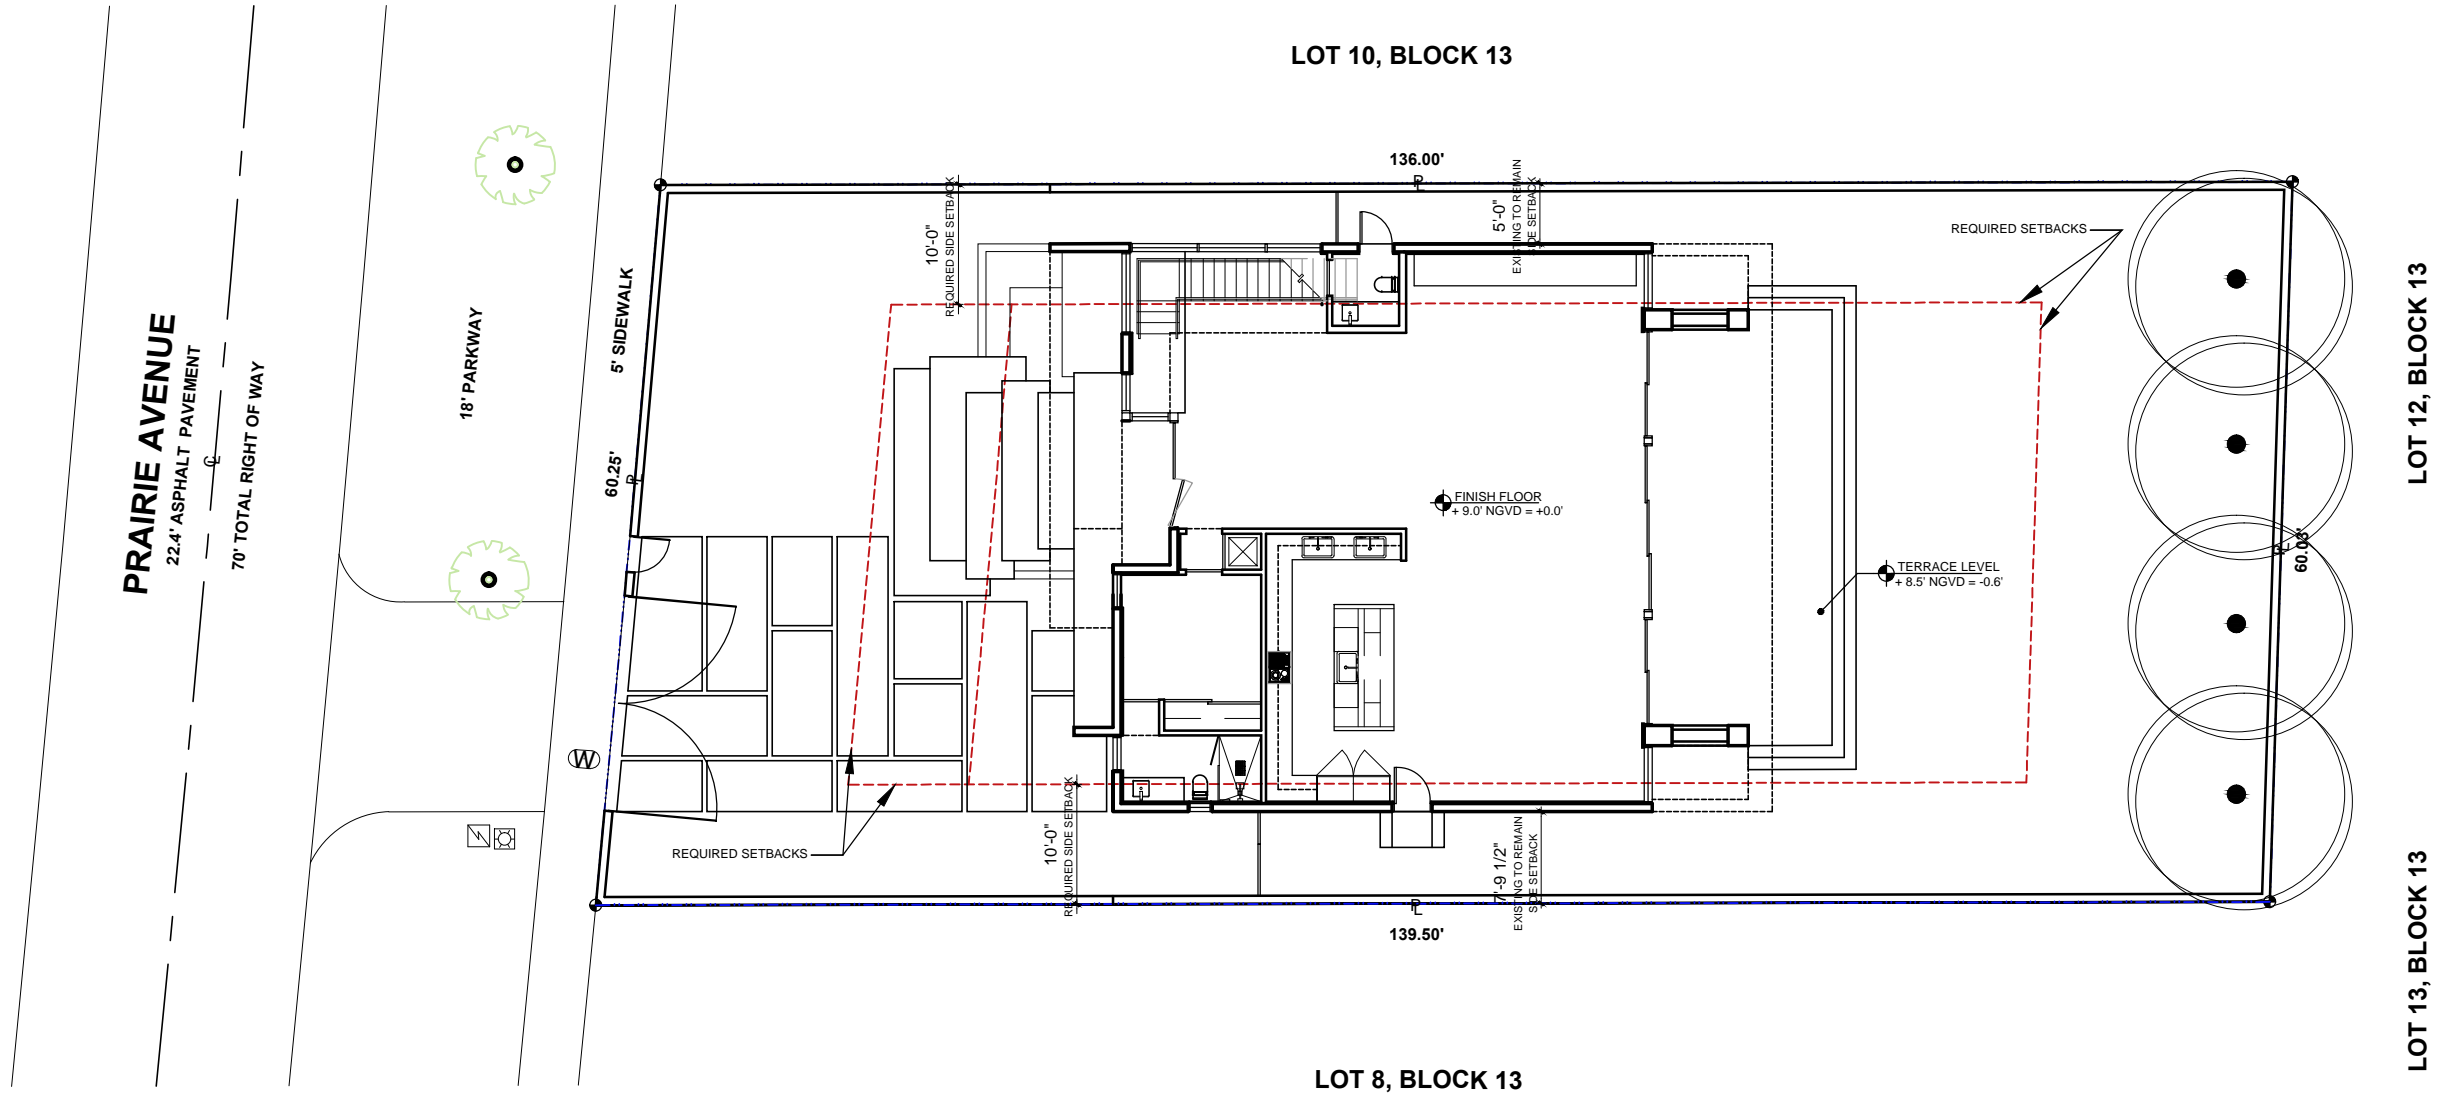 LOT 10, BLOCK 13
136.00'
10'-0"
REQUIRED SIDE SETBACK
5'-0"
EXISTING TO REMAIN
SIDE SETBACK
REQUIRED SETBACKS
PRAIRIE AVENUE
22.4' ASPHALT PAVEMENT
70' TOTAL RIGHT OF WAY
18' PARKWAY
5' SIDEWALK
60.25'
FINISH FLOOR
+ 9.0' NGVD = +0.0'
TERRACE LEVEL
+ 8.5' NGVD = -0.6'
60.03'
LOT 12, BLOCK 13
W
REQUIRED SETBACKS
10'-0"
REQUIRED SIDE SETBACK
7'-9 1/2"
EXISTING TO REMAIN
SIDE SETBACK
139.50'
LOT 13, BLOCK 13
LOT 8, BLOCK 13